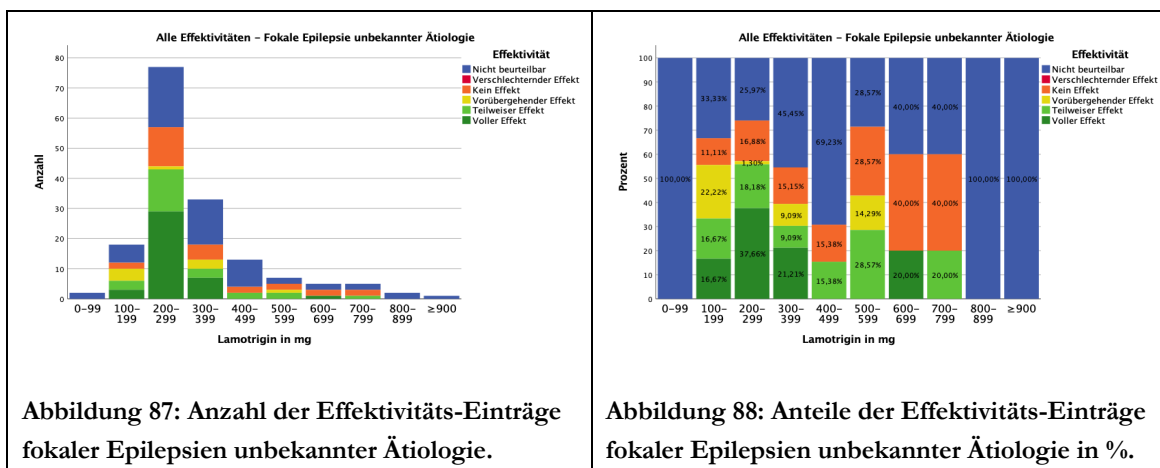 Alle Effektivitäten – Fokale Epilepsie unbekannter Ätiologie
Effektivität
Nicht beurteilbar
Verschlechternder Effekt
Kein Effekt
Vorübergehender Effekt
Teilweiser Effekt
Voller Effekt
Anzahl
80
70
60
50
40
30
20
10
0
0–99
100–199
200–299
300–399
400–499
500–599
600–699
700–799
800–899
≥900
Lamotrigin in mg
Abbildung 87: Anzahl der Effektivitäts-Einträge
fokaler Epilepsien unbekannter Ätiologie.
Alle Effektivitäten – Fokale Epilepsie unbekannter Ätiologie
Effektivität
Nicht beurteilbar
Verschlechternder Effekt
Kein Effekt
Vorübergehender Effekt
Teilweiser Effekt
Voller Effekt
Prozent
100
90
80
70
60
50
40
30
20
10
0
100,00%
33,33%
11,11%
22,22%
16,67%
16,67%
25,97%
16,88%
1,30%
18,18%
37,66%
45,45%
15,15%
9,09%
9,09%
21,21%
69,23%
15,38%
15,38%
28,57%
28,57%
14,29%
28,57%
40,00%
40,00%
20,00%
40,00%
40,00%
20,00%
100,00%
100,00%
0–99
100–199
200–299
300–399
400–499
500–599
600–699
700–799
800–899
≥900
Lamotrigin in mg
Abbildung 88: Anteile der Effektivitäts-Einträge
fokaler Epilepsien unbekannter Ätiologie in %.